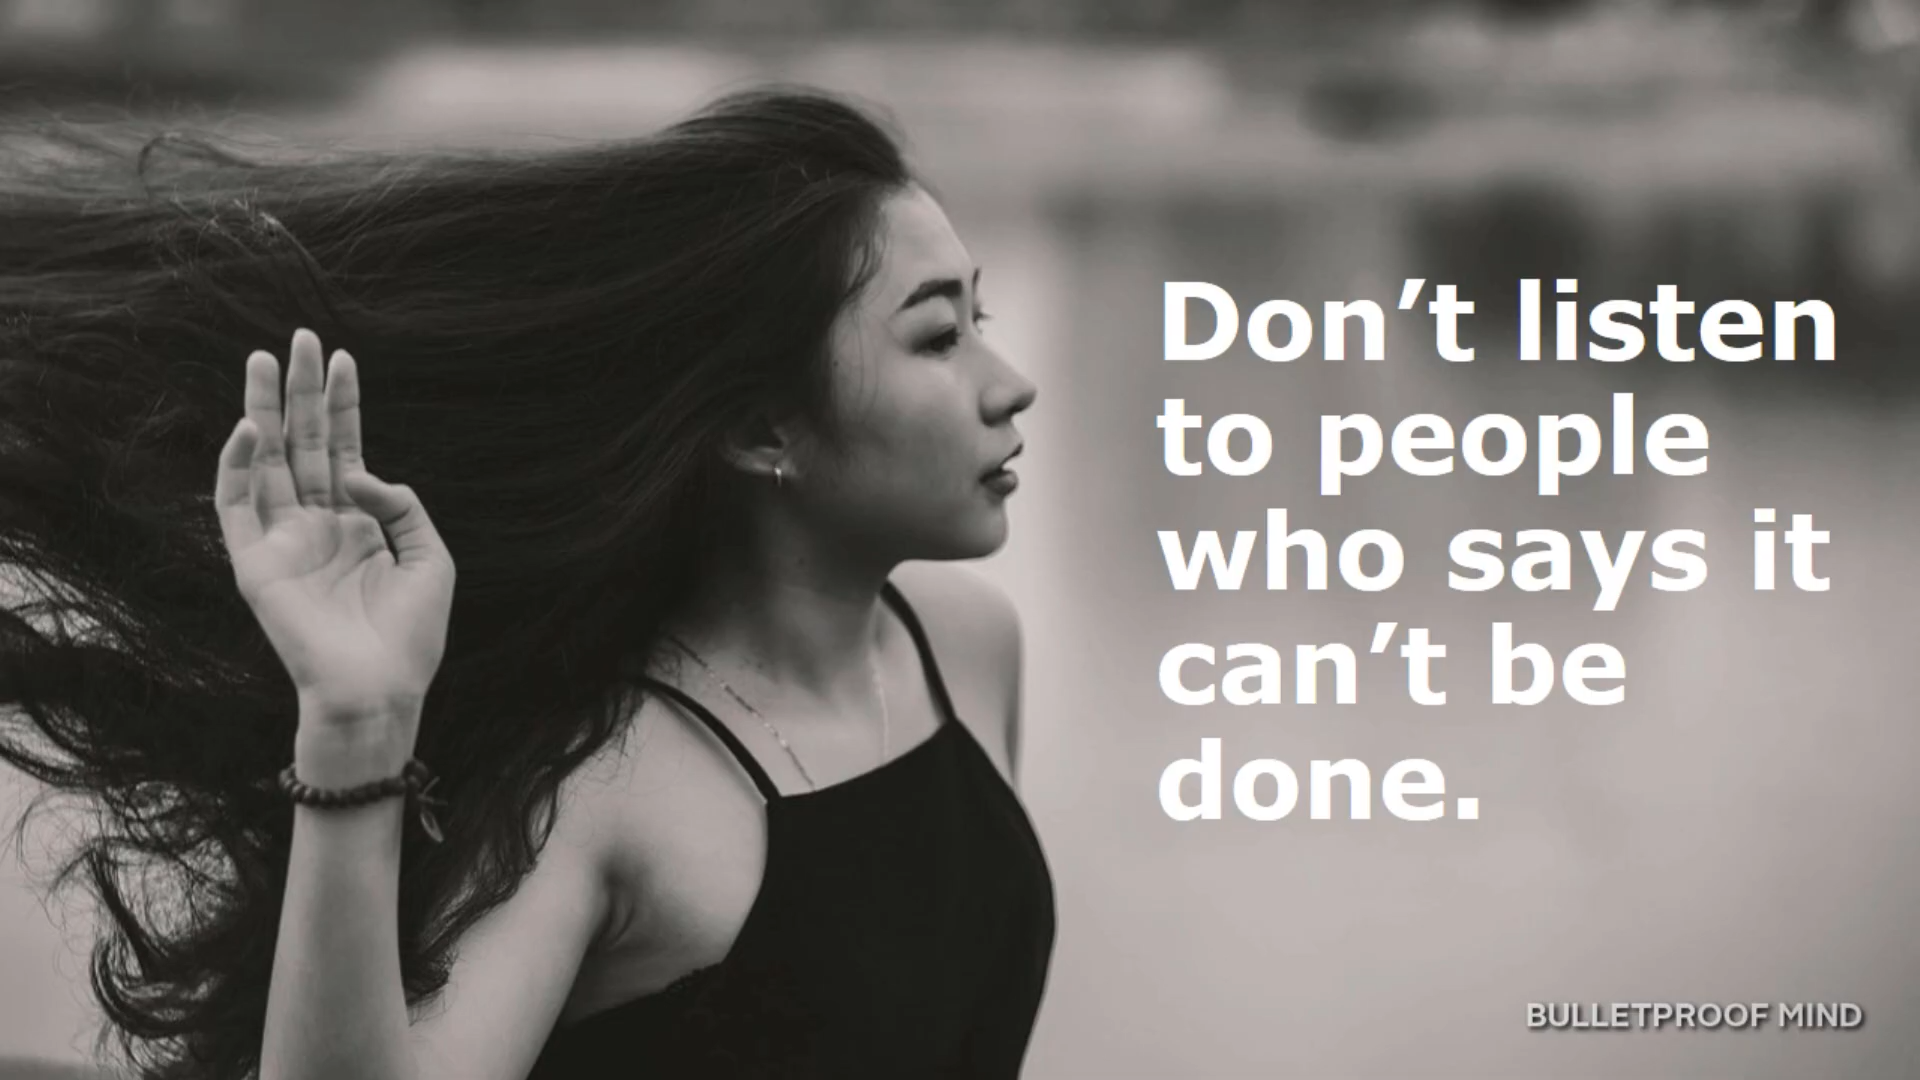 Don’t listen
to people
who says it
can’t be
done.
BULLETPROOF MIND